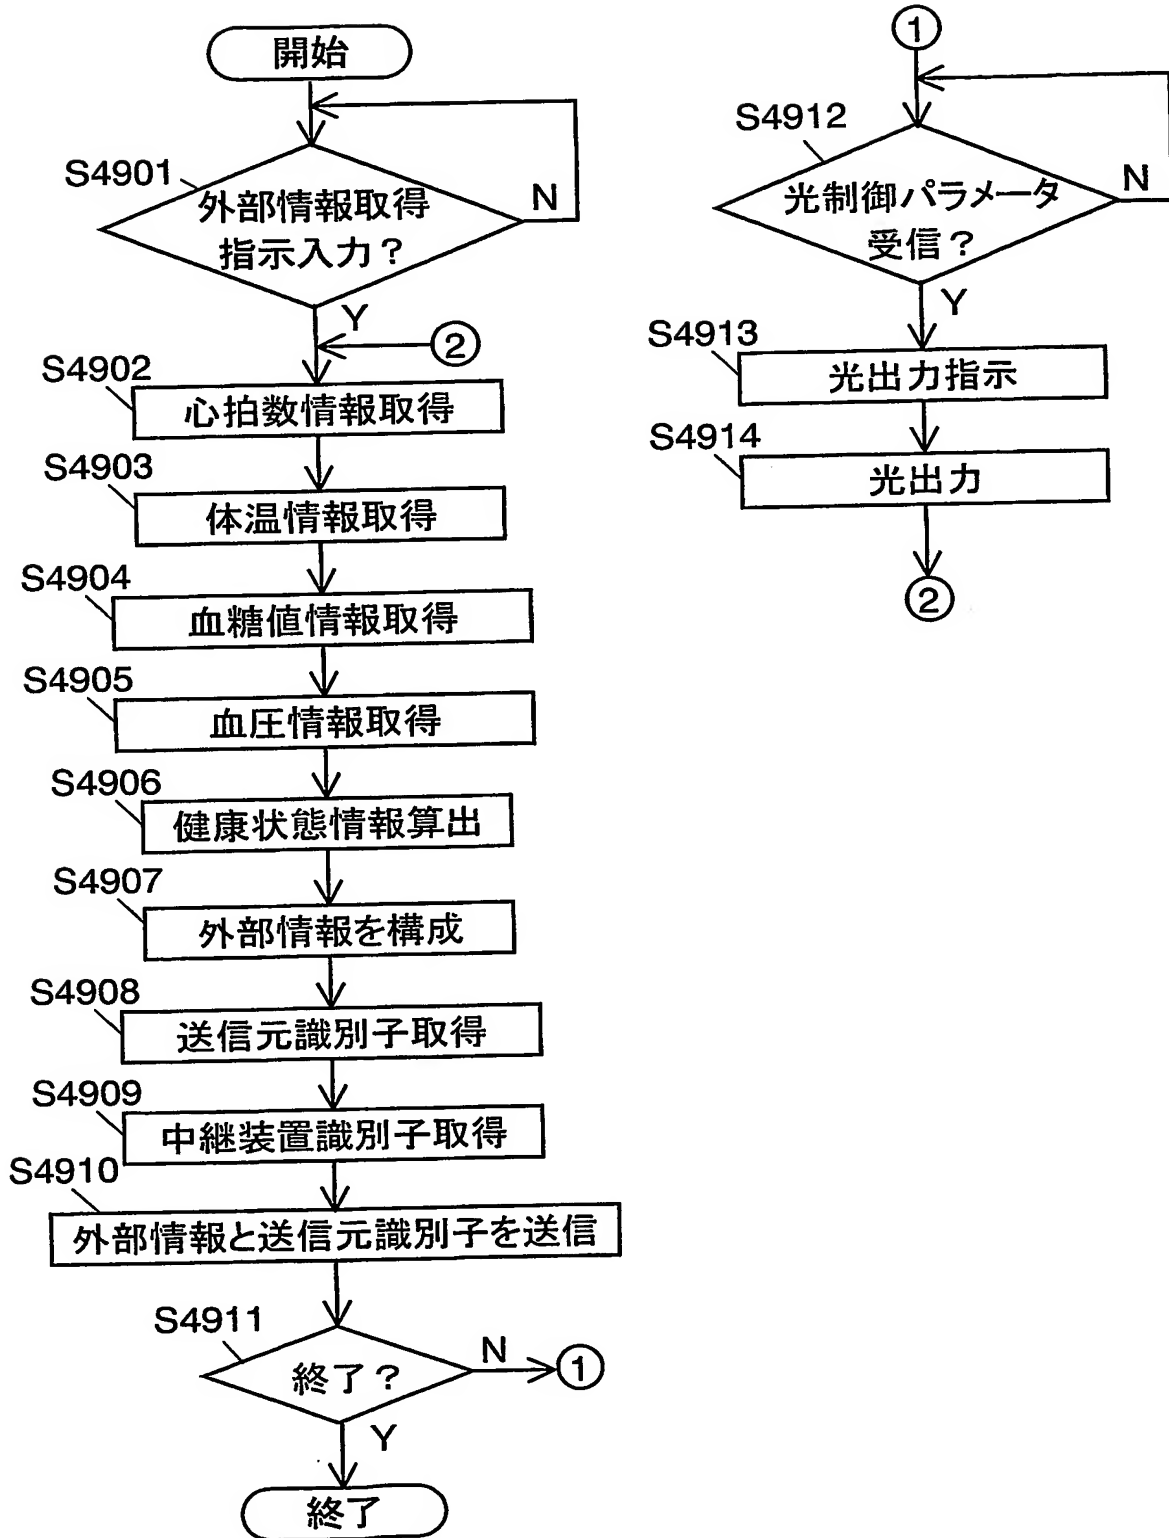 開始
S4901
外部情報取得
指示入力？
N
Y
②
S4902
心拍数情報取得
S4903
体温情報取得
S4904
血糖値情報取得
S4905
血圧情報取得
S4906
健康状態情報算出
S4907
外部情報を構成
S4908
送信元識別子取得
S4909
中継装置識別子取得
S4910
外部情報と送信元識別子を送信
S4911
終了？
N
①
Y
終了
①
S4912
光制御パラメータ
受信？
N
Y
S4913
光出力指示
S4914
光出力
②